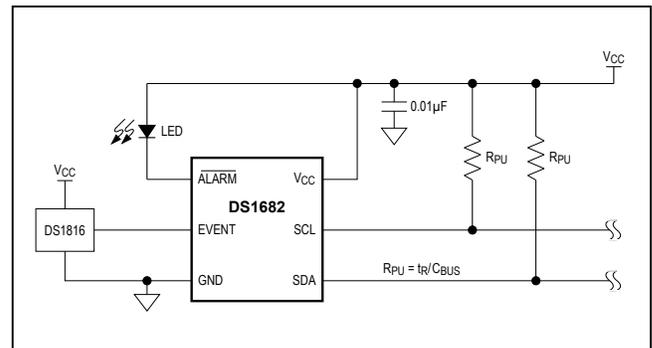 VCC
0.01µF
LED
RPU
RPU
VCC
ALARM
VCC
DS1682
DS1816
EVENT
SCL
RPU = tR/CBUS
GND
SDA